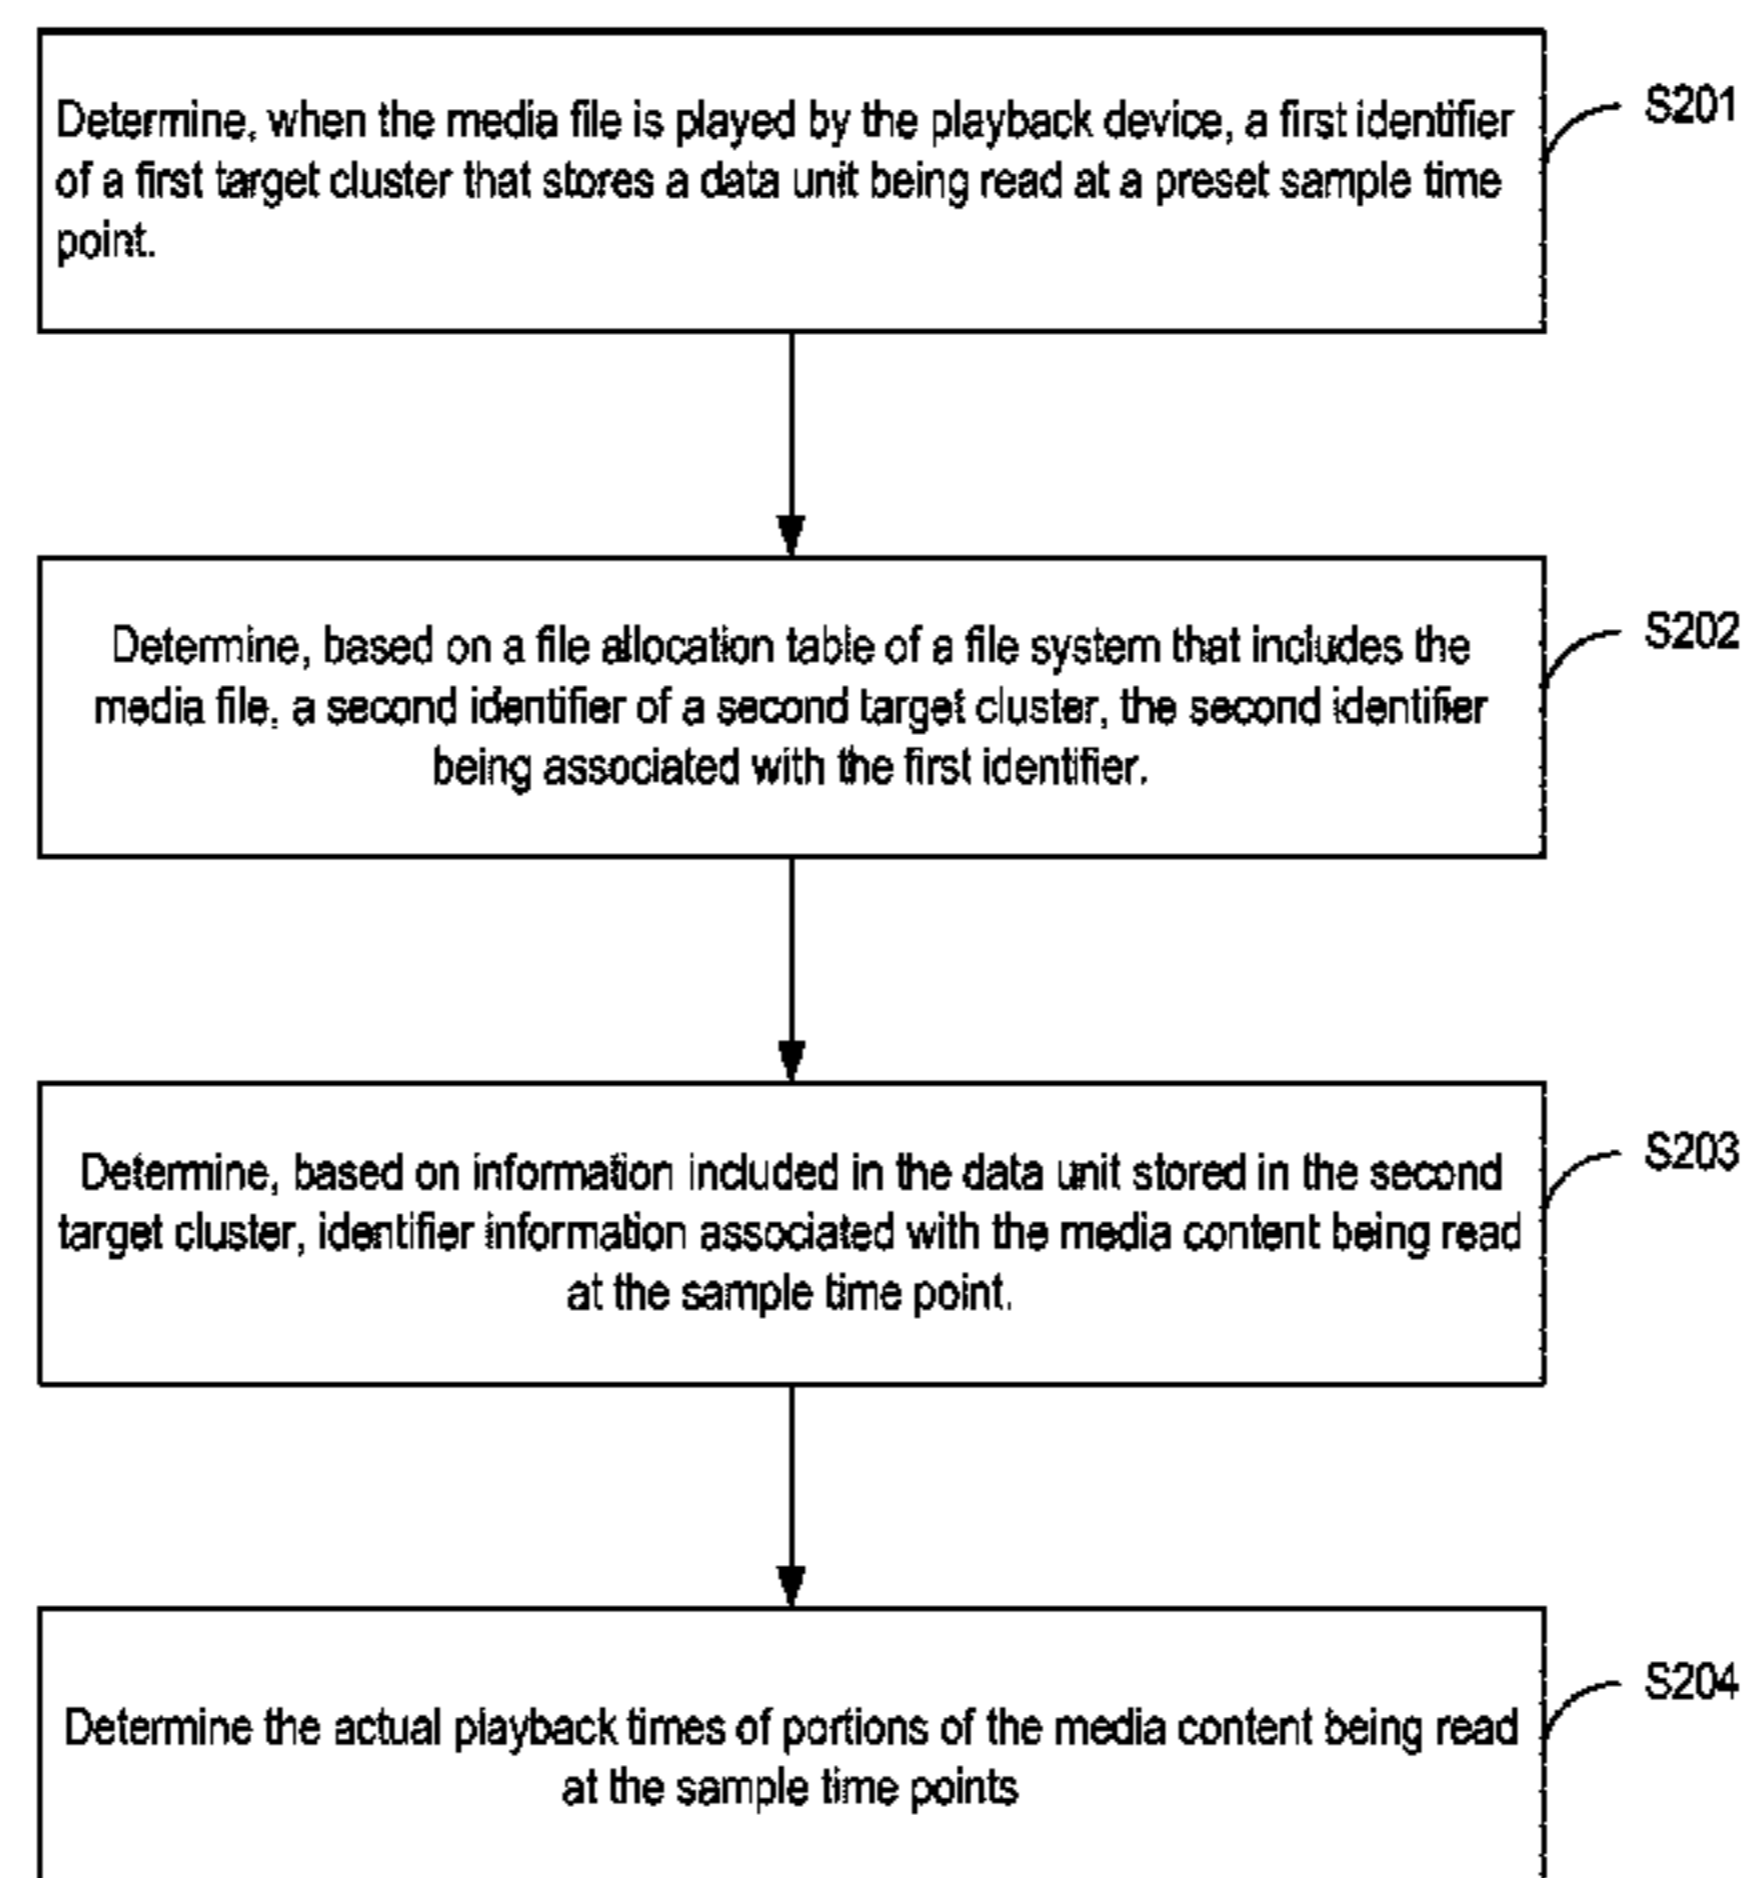 Determine, when the media file is played by the playback device, a first identifier
of a first target cluster that stores a data unit being read at a preset sample time
point.
S201
Determine, based on a file allocation table of a file system that includes the
media file, a second identifier of a second target cluster, the second identifier
being associated with the first identifier.
S202
Determine, based on information included in the data unit stored in the second
target cluster, identifier information associated with the media content being read
at the sample time point.
S203
Determine the actual playback times of portions of the media content being read
at the sample time points
S204